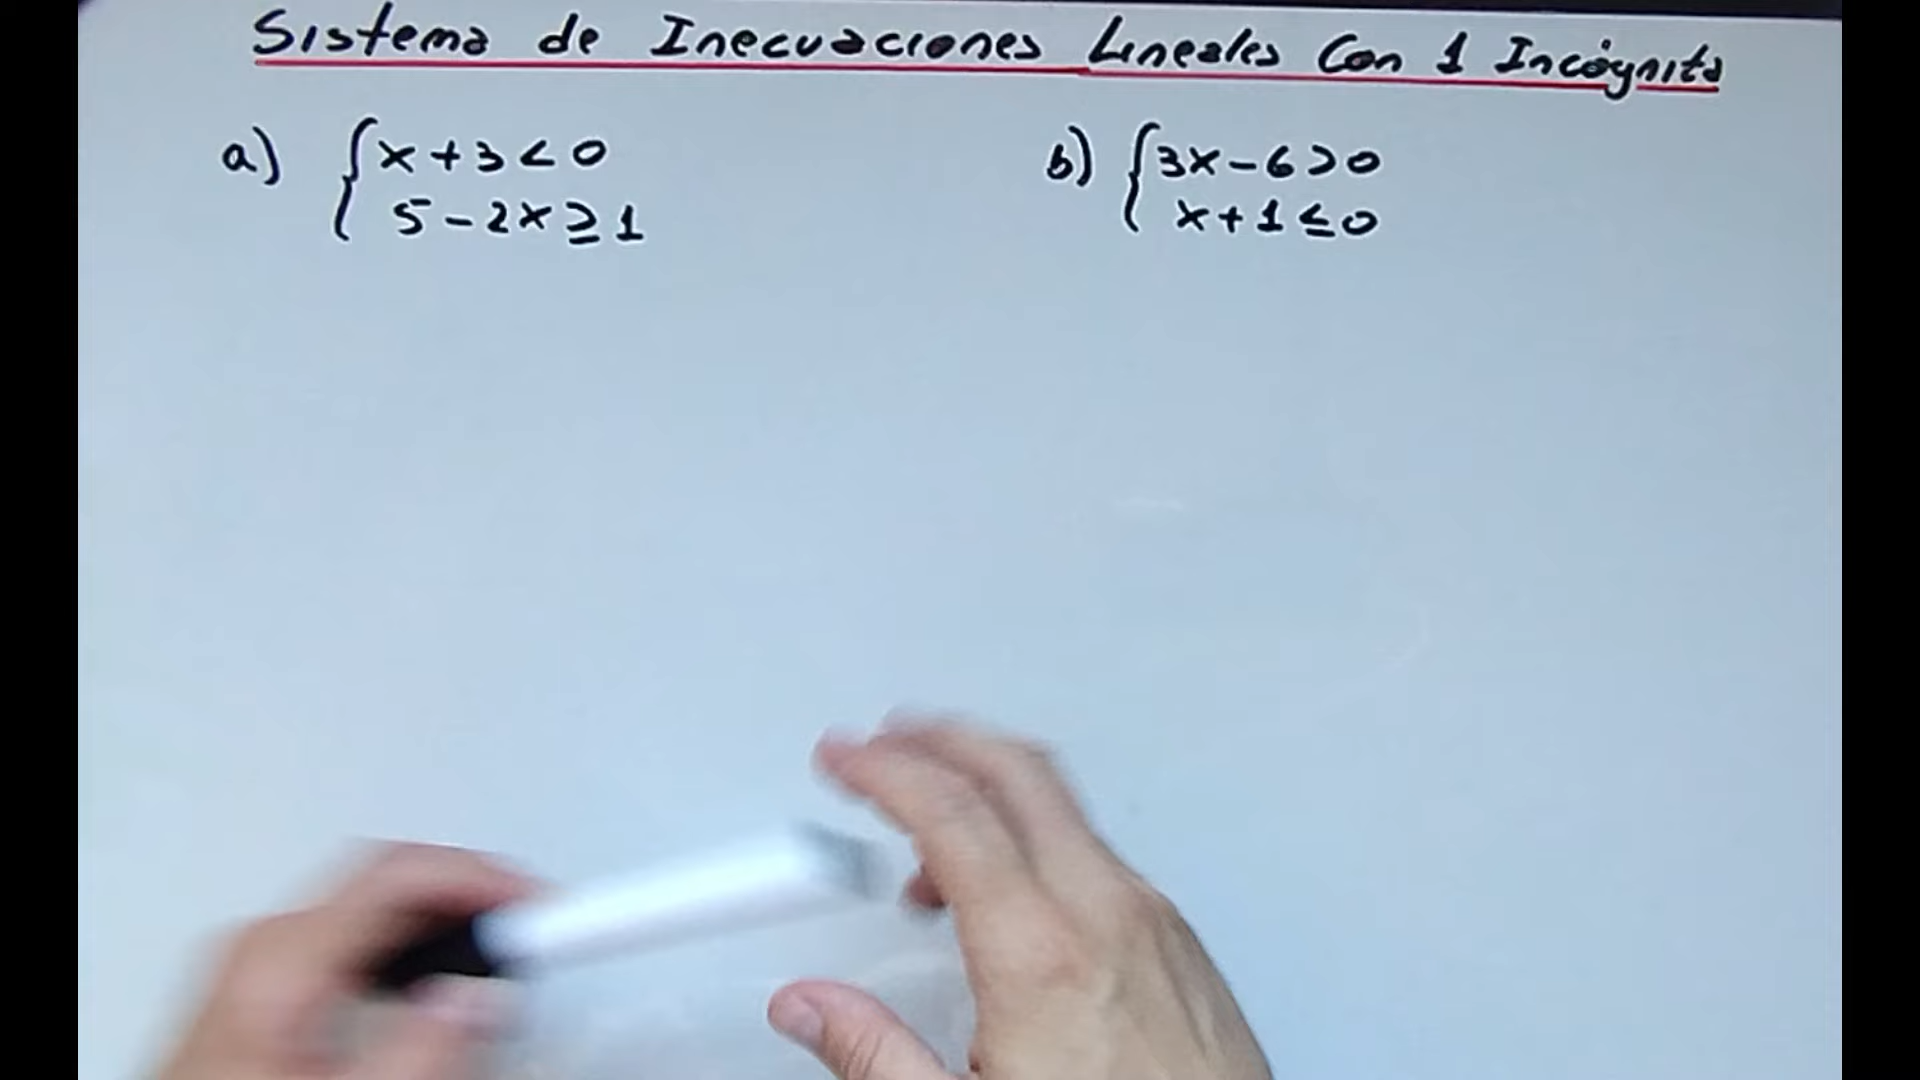 Sistema de Inecuaciones Lineales Con 1 Incógnita
a) { x + 3 < 0
5 - 2x ≥ 1
b) { 3x - 6 > 0
x + 1 ≤ 0